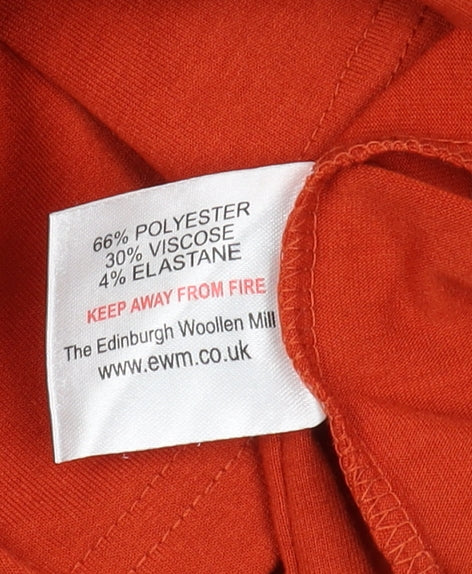 66% POLYESTER
30% VISCOSE
4% ELASTANE
KEEP AWAY FROM FIRE
The Edinburgh Woollen Mill
www.ewm.co.uk